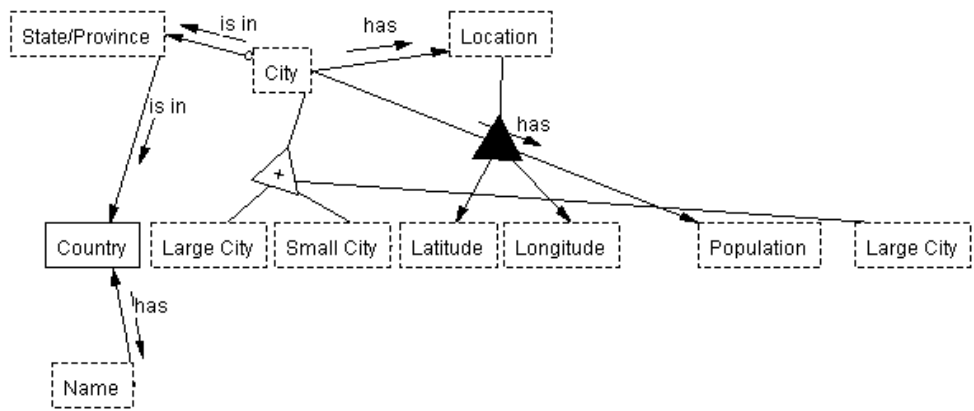 State/Province
is in
has
Location
City
is in
has
+
Country
Large City
Small City
Latitude
Longitude
Population
Large City
has
Name